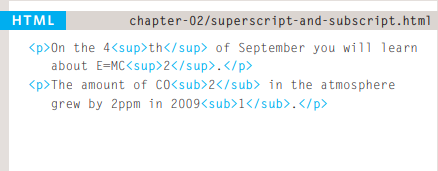 HTML chapter-02/superscript-and-subscript.html
<p>On the 4<sup>th</sup> of September you will learn
about E=MC<sup>2</sup>.</p>
<p>The amount of CO<sub>2</sub> in the atmosphere
grew by 2ppm in 2009<sub>1</sub>.</p>